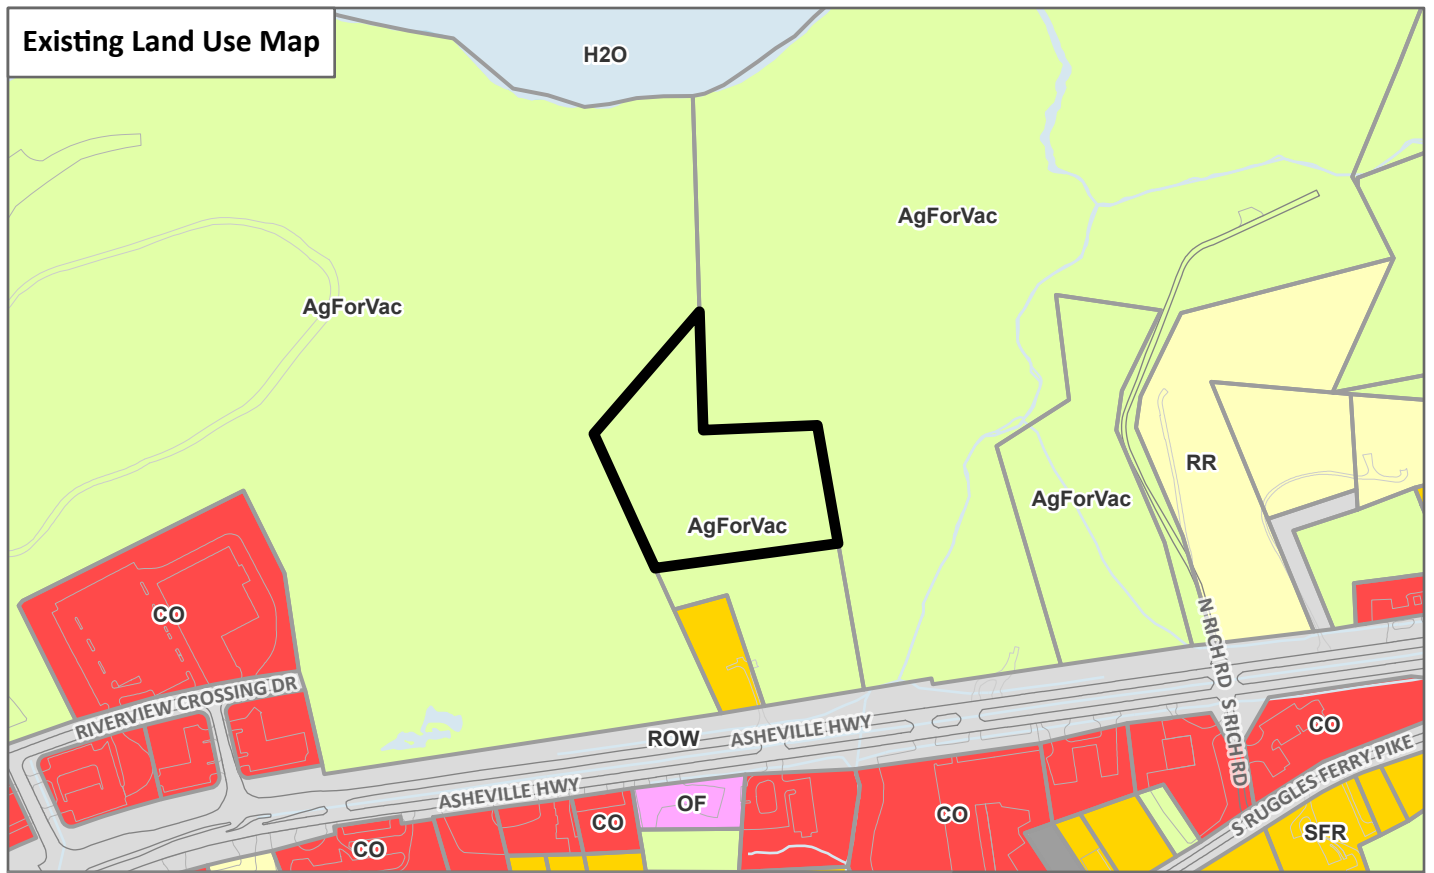 Existing Land Use Map
H2O
AgForVac
AgForVac
RR
AgForVac
AgForVac
CO
N RICH RD
RIVERVIEW CROSSING DR
S RICH RD
CO
ROW
ASHEVILLE HWY
S RUGGLES FERRY PIKE
ASHEVILLE HWY
OF
CO
CO
SFR
CO